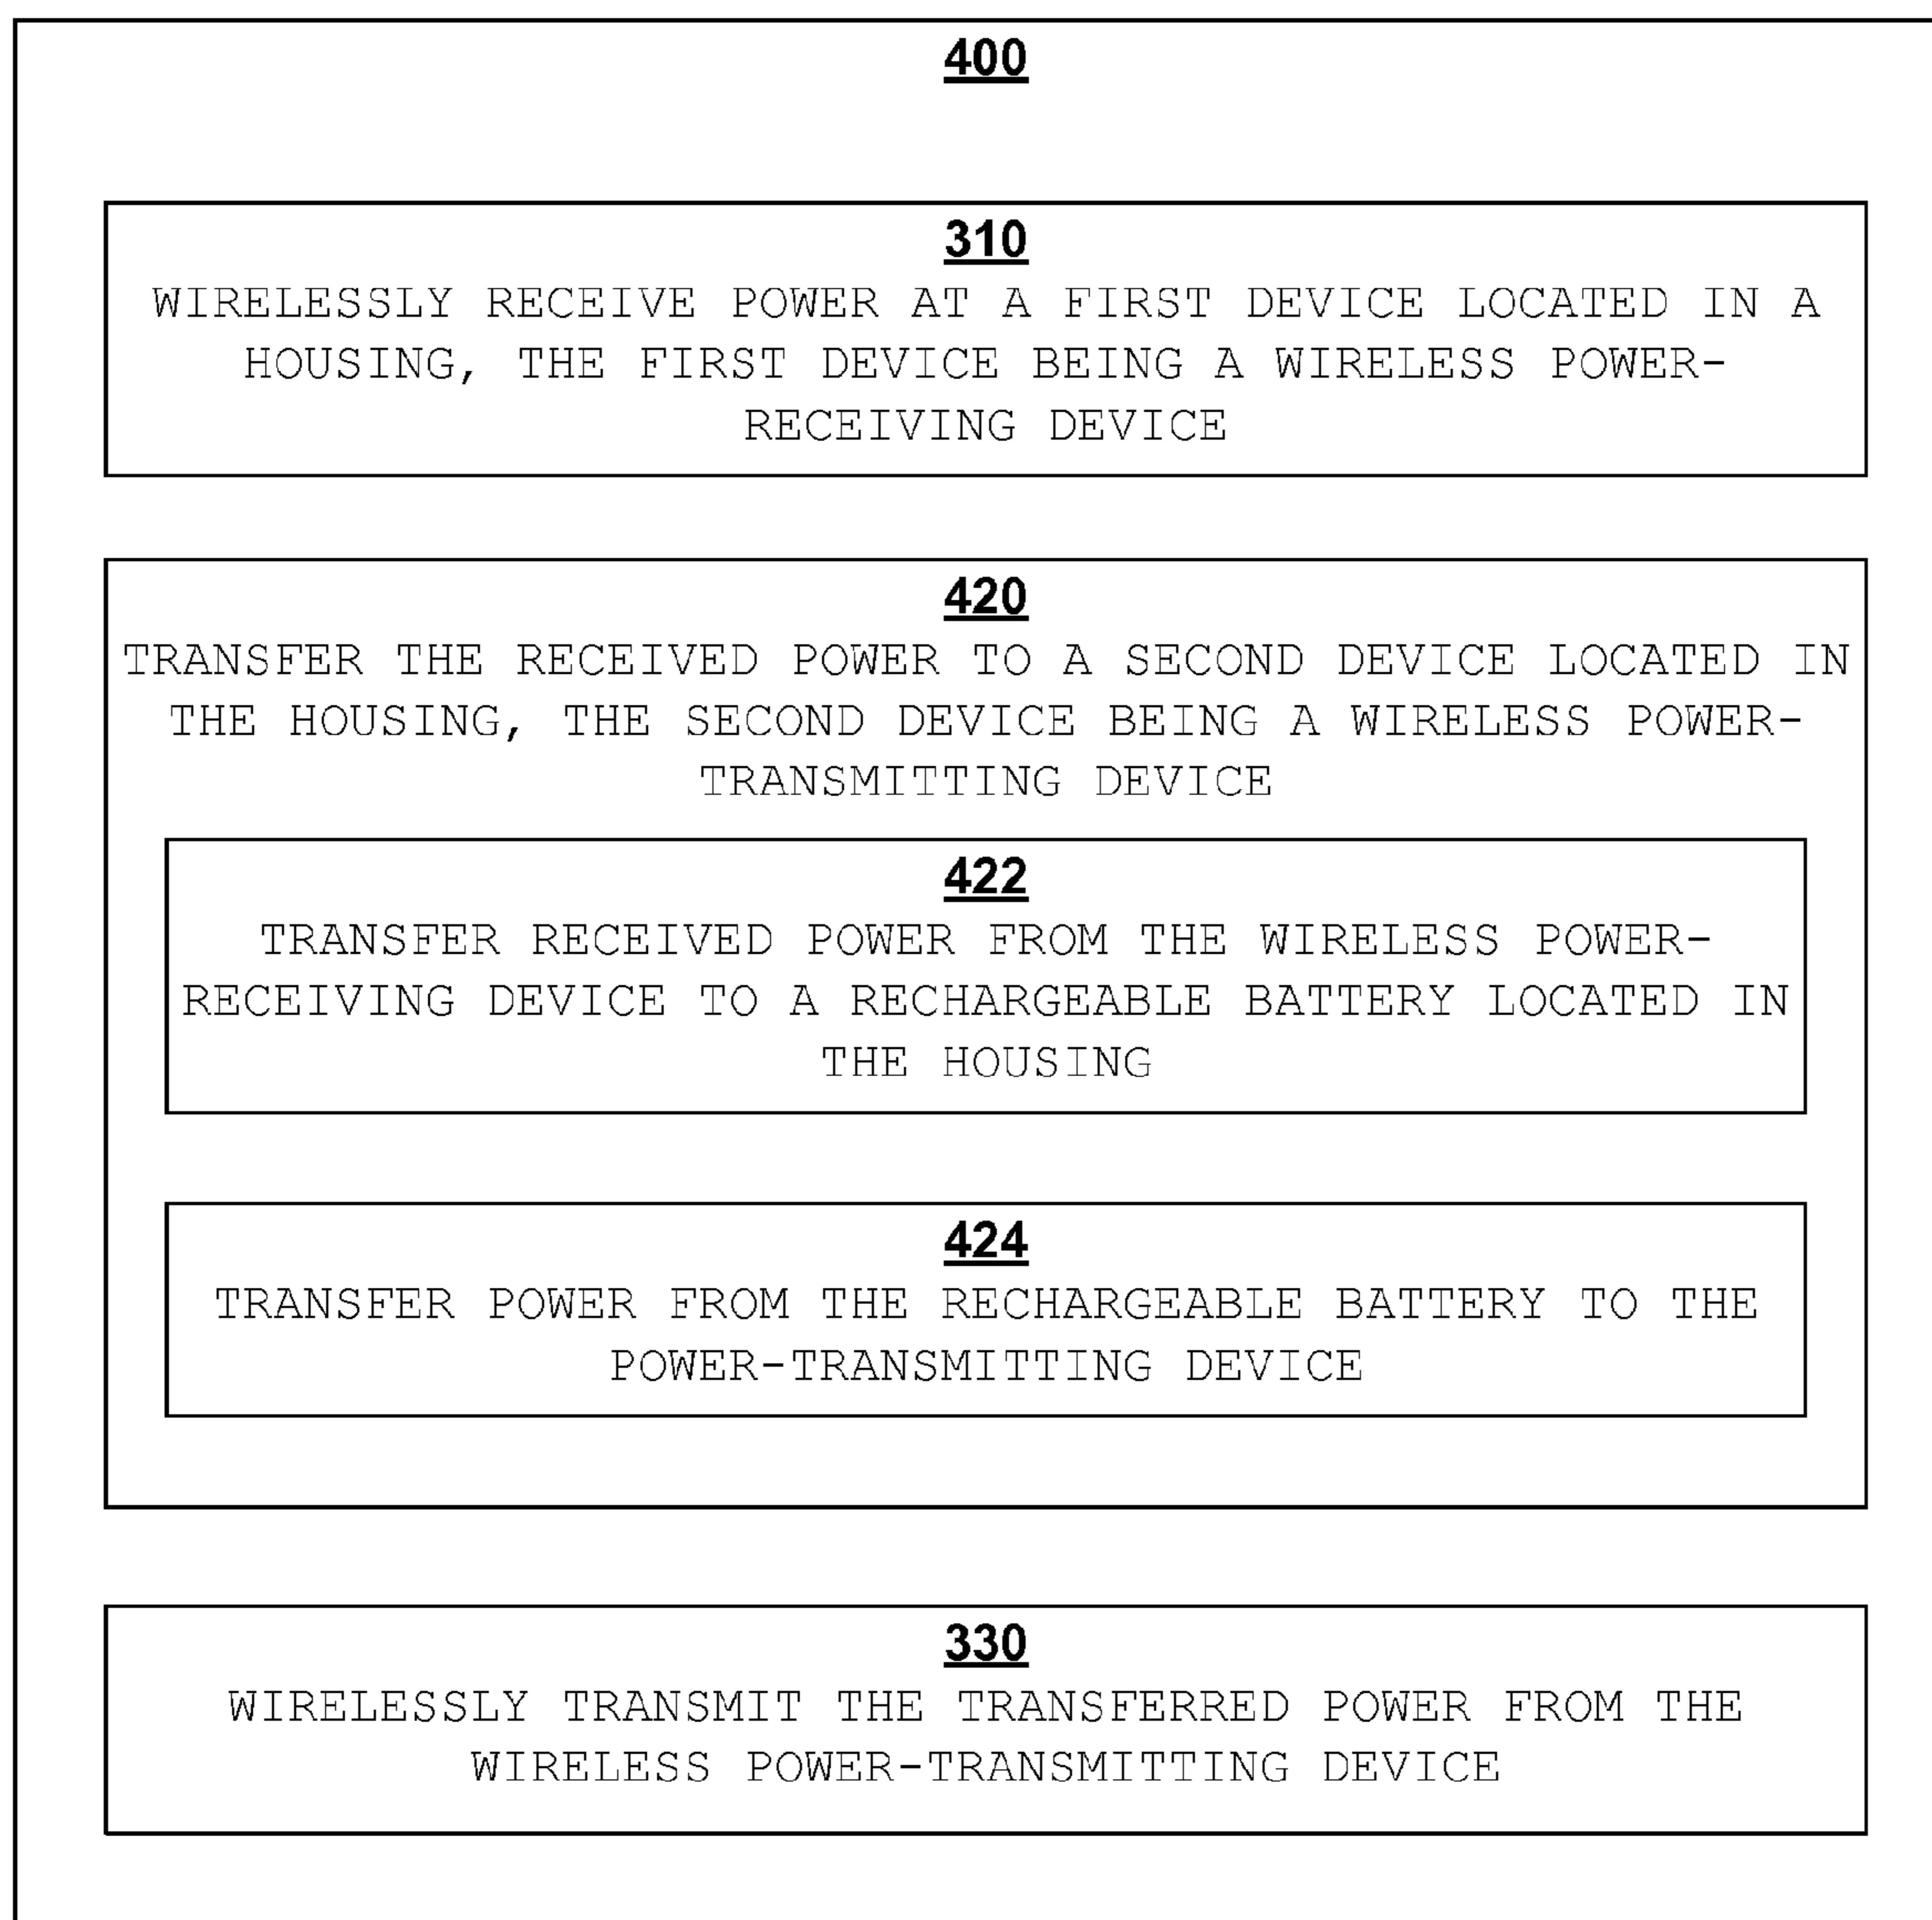 400
310
WIRELESSLY RECEIVE POWER AT A FIRST DEVICE LOCATED IN A
HOUSING, THE FIRST DEVICE BEING A WIRELESS POWER-
RECEIVING DEVICE
420
TRANSFER THE RECEIVED POWER TO A SECOND DEVICE LOCATED IN
THE HOUSING, THE SECOND DEVICE BEING A WIRELESS POWER-
TRANSMITTING DEVICE
422
TRANSFER RECEIVED POWER FROM THE WIRELESS POWER-
RECEIVING DEVICE TO A RECHARGEABLE BATTERY LOCATED IN
THE HOUSING
424
TRANSFER POWER FROM THE RECHARGEABLE BATTERY TO THE
POWER-TRANSMITTING DEVICE
330
WIRELESSLY TRANSMIT THE TRANSFERRED POWER FROM THE
WIRELESS POWER-TRANSMITTING DEVICE